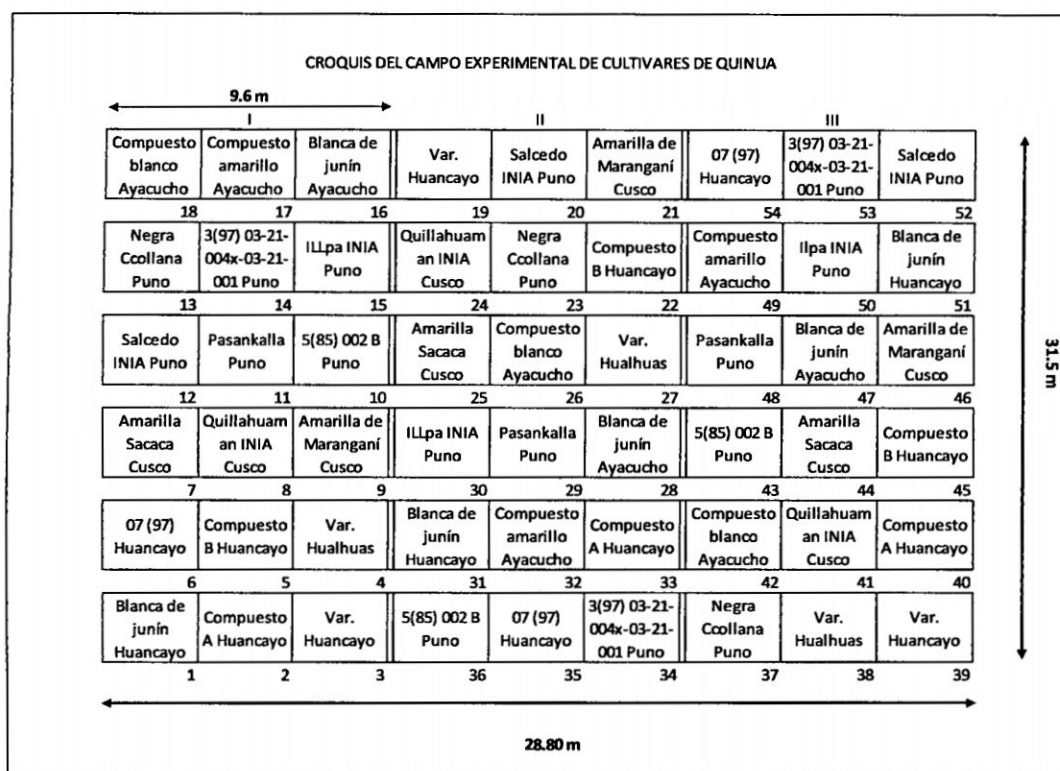 CROQUIS DEL CAMPO EXPERIMENTAL DE CULTIVARES DE QUINUA
9.6 m
I II III
Compuesto blanco Ayacucho Compuesto amarillo Ayacucho Blanca de junín Ayacucho Var. Huancayo Salcedo INIA Puno Amarilla de Maranganí Cusco 07 (97) Huancayo 3(97) 03-21-004x-03-21-001 Puno Salcedo INIA Puno
18 17 16 19 20 21 54 53 52
Negra Ccollana Puno 3(97) 03-21-004x-03-21-001 Puno ILLpa INIA Puno Quillahuam an INIA Cusco Negra Ccollana Puno Compuesto B Huancayo Compuesto amarillo Ayacucho Ilpa INIA Puno Blanca de junín Huancayo
13 14 15 24 23 22 49 50 51
Salcedo INIA Puno Pasankalla Puno 5(85) 002 B Puno Amarilla Sacaca Cusco Compuesto blanco Ayacucho Var. Hualhuas Pasankalla Puno Blanca de junín Ayacucho Amarilla de Maranganí Cusco
12 11 10 25 26 27 48 47 46
Amarilla Sacaca Cusco Quillahuam an INIA Cusco Amarilla de Maranganí Cusco ILLpa INIA Puno Pasankalla Puno Blanca de junín Ayacucho 5(85) 002 B Puno Amarilla Sacaca Cusco Compuesto B Huancayo
7 8 9 30 29 28 43 44 45
07 (97) Huancayo Compuesto B Huancayo Var. Hualhuas Blanca de junín Huancayo Compuesto amarillo Ayacucho Compuesto A Huancayo Compuesto blanco Ayacucho Quillahuam an INIA Cusco Compuesto A Huancayo
6 5 4 31 32 33 42 41 40
Blanca de junín Huancayo Compuesto A Huancayo Var. Huancayo 5(85) 002 B Puno 07 (97) Huancayo 3(97) 03-21-004x-03-21-001 Puno Negra Ccollana Puno Var. Hualhuas Var. Huancayo
1 2 3 36 35 34 37 38 39
31.5 m
28.80 m